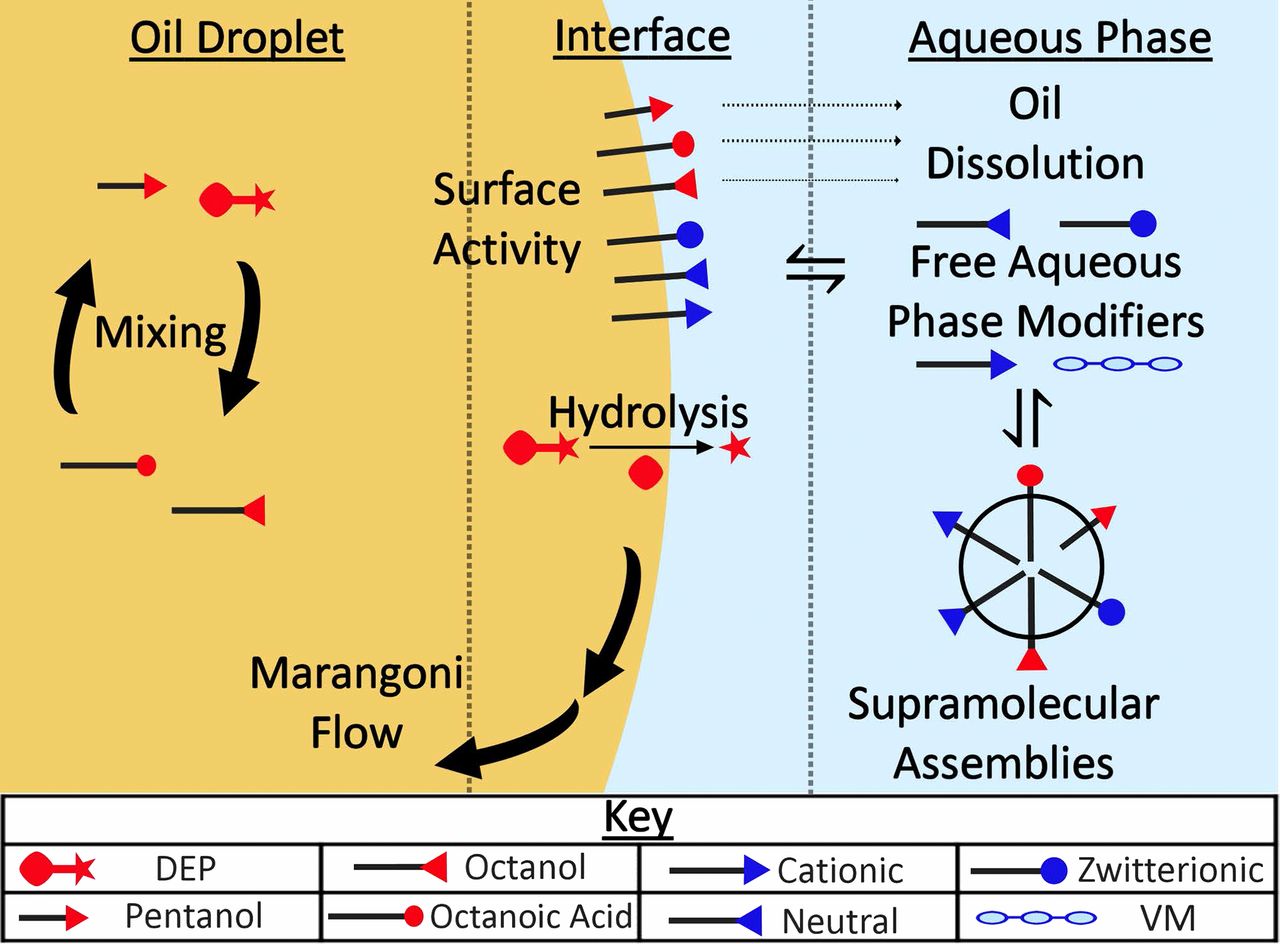 Oil Droplet
Interface
Aqueous Phase
Oil
Dissolution
Surface
Activity
Free Aqueous
Phase Modifiers
Mixing
Hydrolysis
Marangoni
Flow
Supramolecular
Assemblies
Key
DEP
Octanol
Cationic
Zwitterionic
Pentanol
Octanoic Acid
Neutral
VM